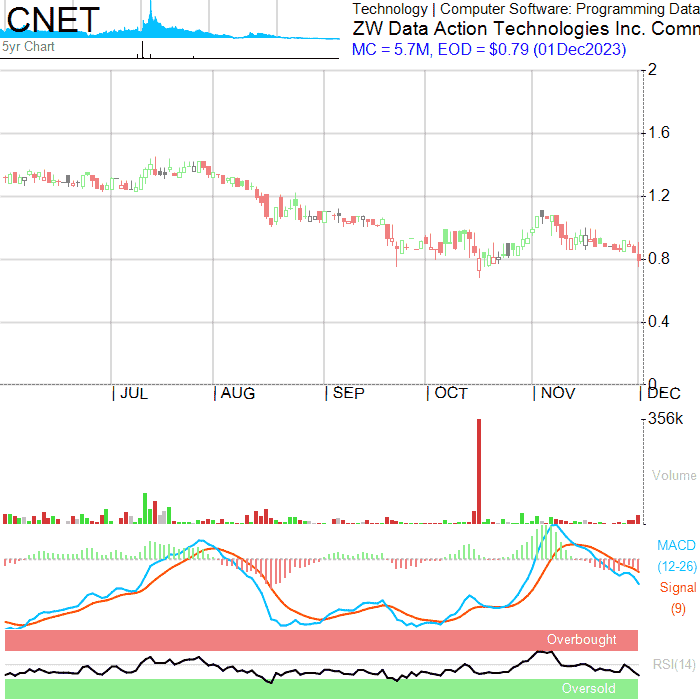 CNET
Technology | Computer Software: Programming Data
ZW Data Action Technologies Inc. Comm
5yr Chart
MC = 5.7M, EOD = $0.79 (01Dec2023)
2
1.6
1.2
0.8
0.4
0
JUL AUG SEP OCT NOV DEC
356k
Volume
MACD
(12-26)
Signal
(9)
Overbought
RSI(14)
Oversold